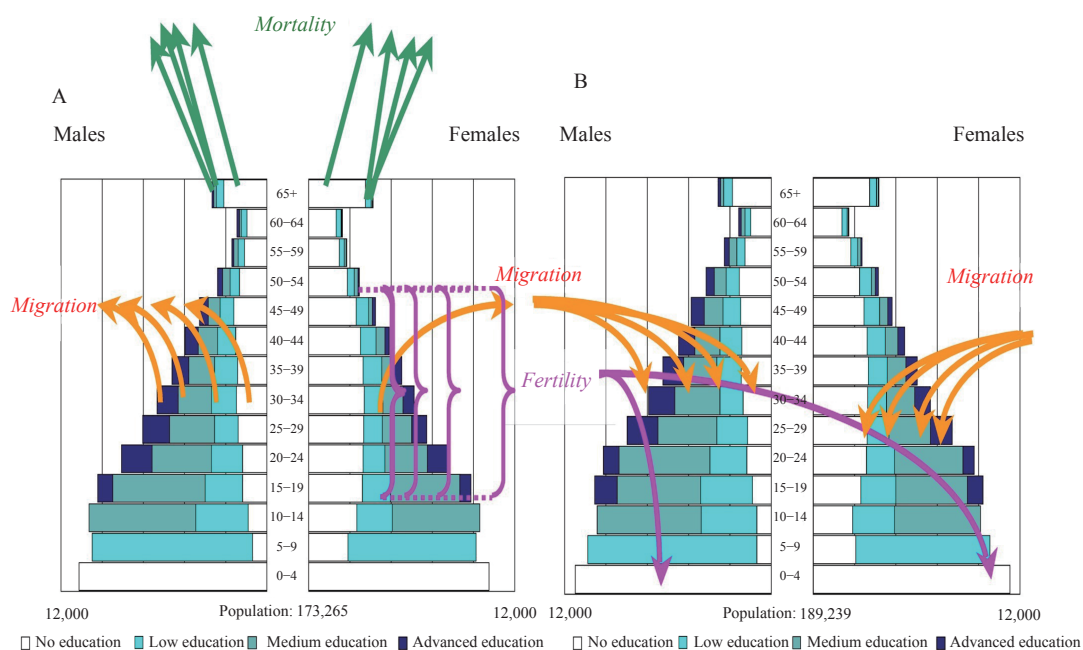 Mortality
A
B
Males
Females
Males
Females
65+
60–64
55–59
50–54
45–49
40–44
35–39
30–34
25–29
20–24
15–19
10–14
5–9
0–4
Migration
Migration
Migration
Fertility
65+
60–64
55–59
50–54
45–49
40–44
35–39
30–34
25–29
20–24
15–19
10–14
5–9
0–4
12,000
Population: 173,265
12,000
12,000
Population: 189,239
12,000
No education
Low education
Medium education
Advanced education
No education
Low education
Medium education
Advanced education